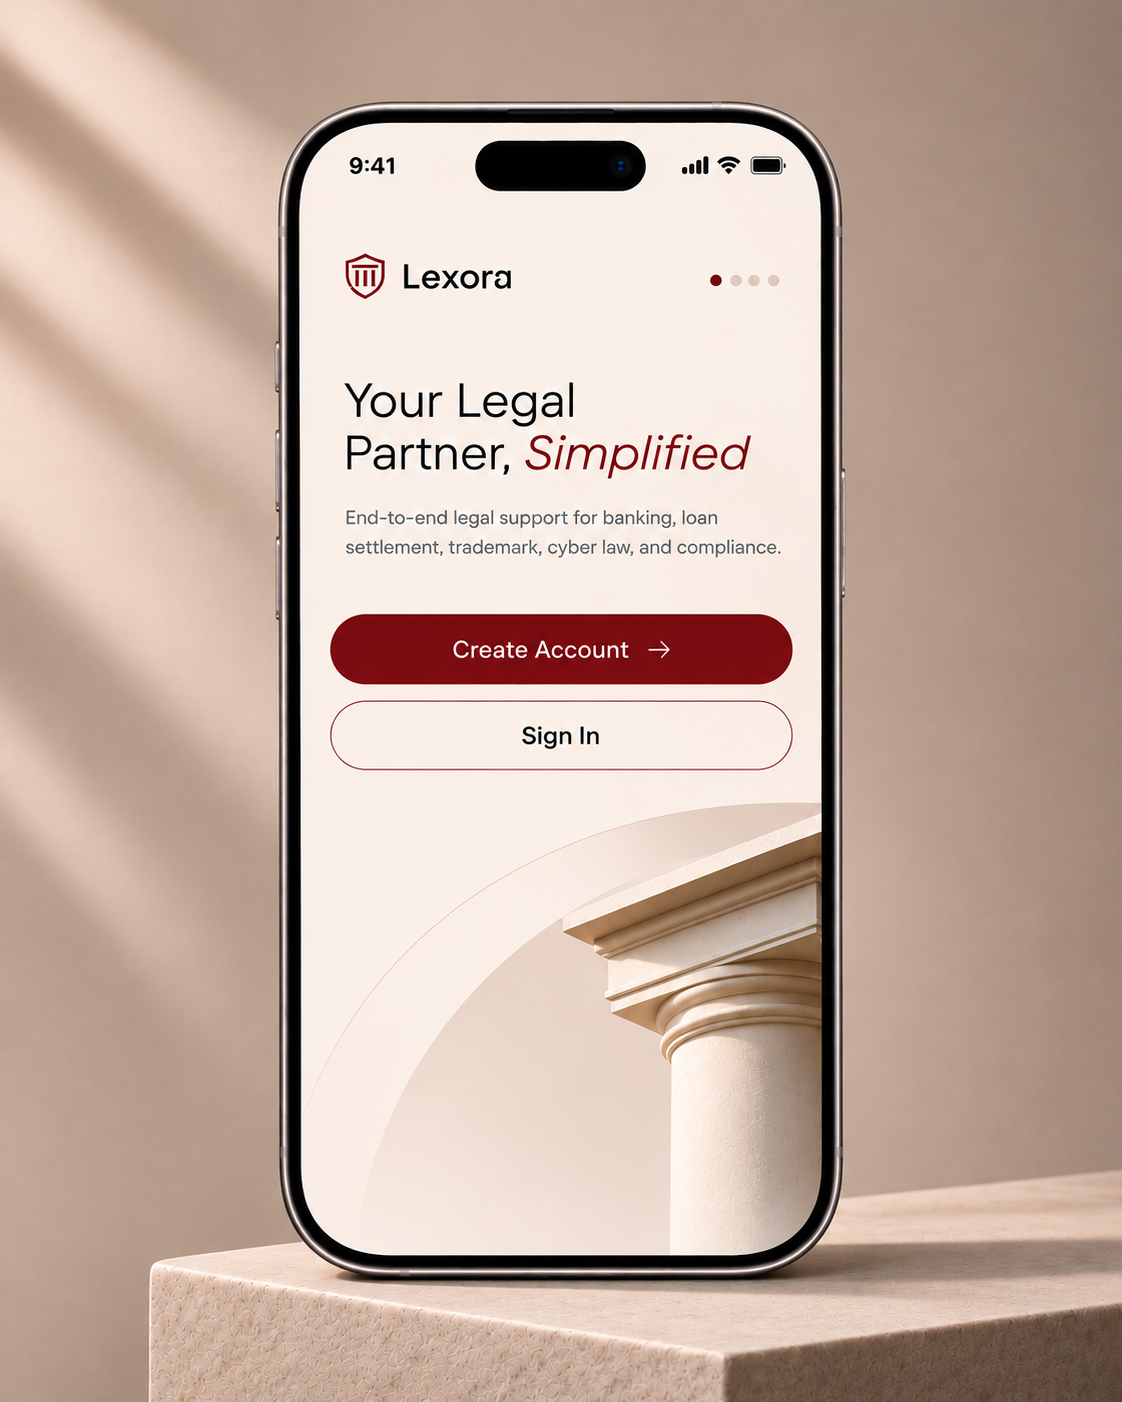 9:41
Lexora
Your Legal
Partner, Simplified
End-to-end legal support for banking, loan
settlement, trademark, cyber law, and compliance.
Create Account →
Sign In